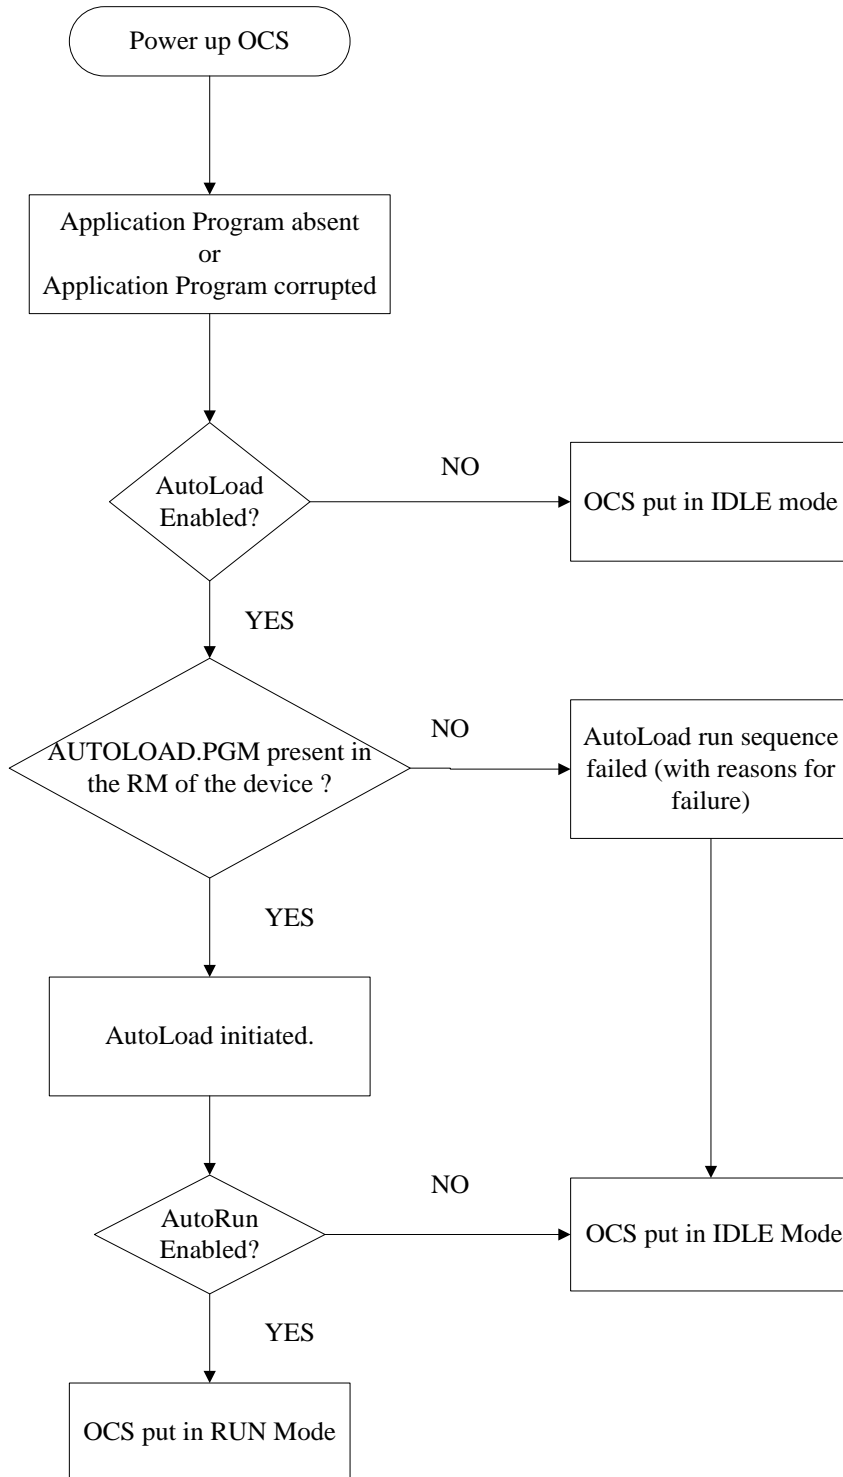 Power up OCS
Application Program absent
or
Application Program corrupted
AutoLoad
Enabled?
NO
OCS put in IDLE mode
YES
AUTOLOAD.PGM present in
the RM of the device ?
NO
AutoLoad run sequence
failed (with reasons for
failure)
YES
AutoLoad initiated.
AutoRun
Enabled?
NO
OCS put in IDLE Mode
YES
OCS put in RUN Mode